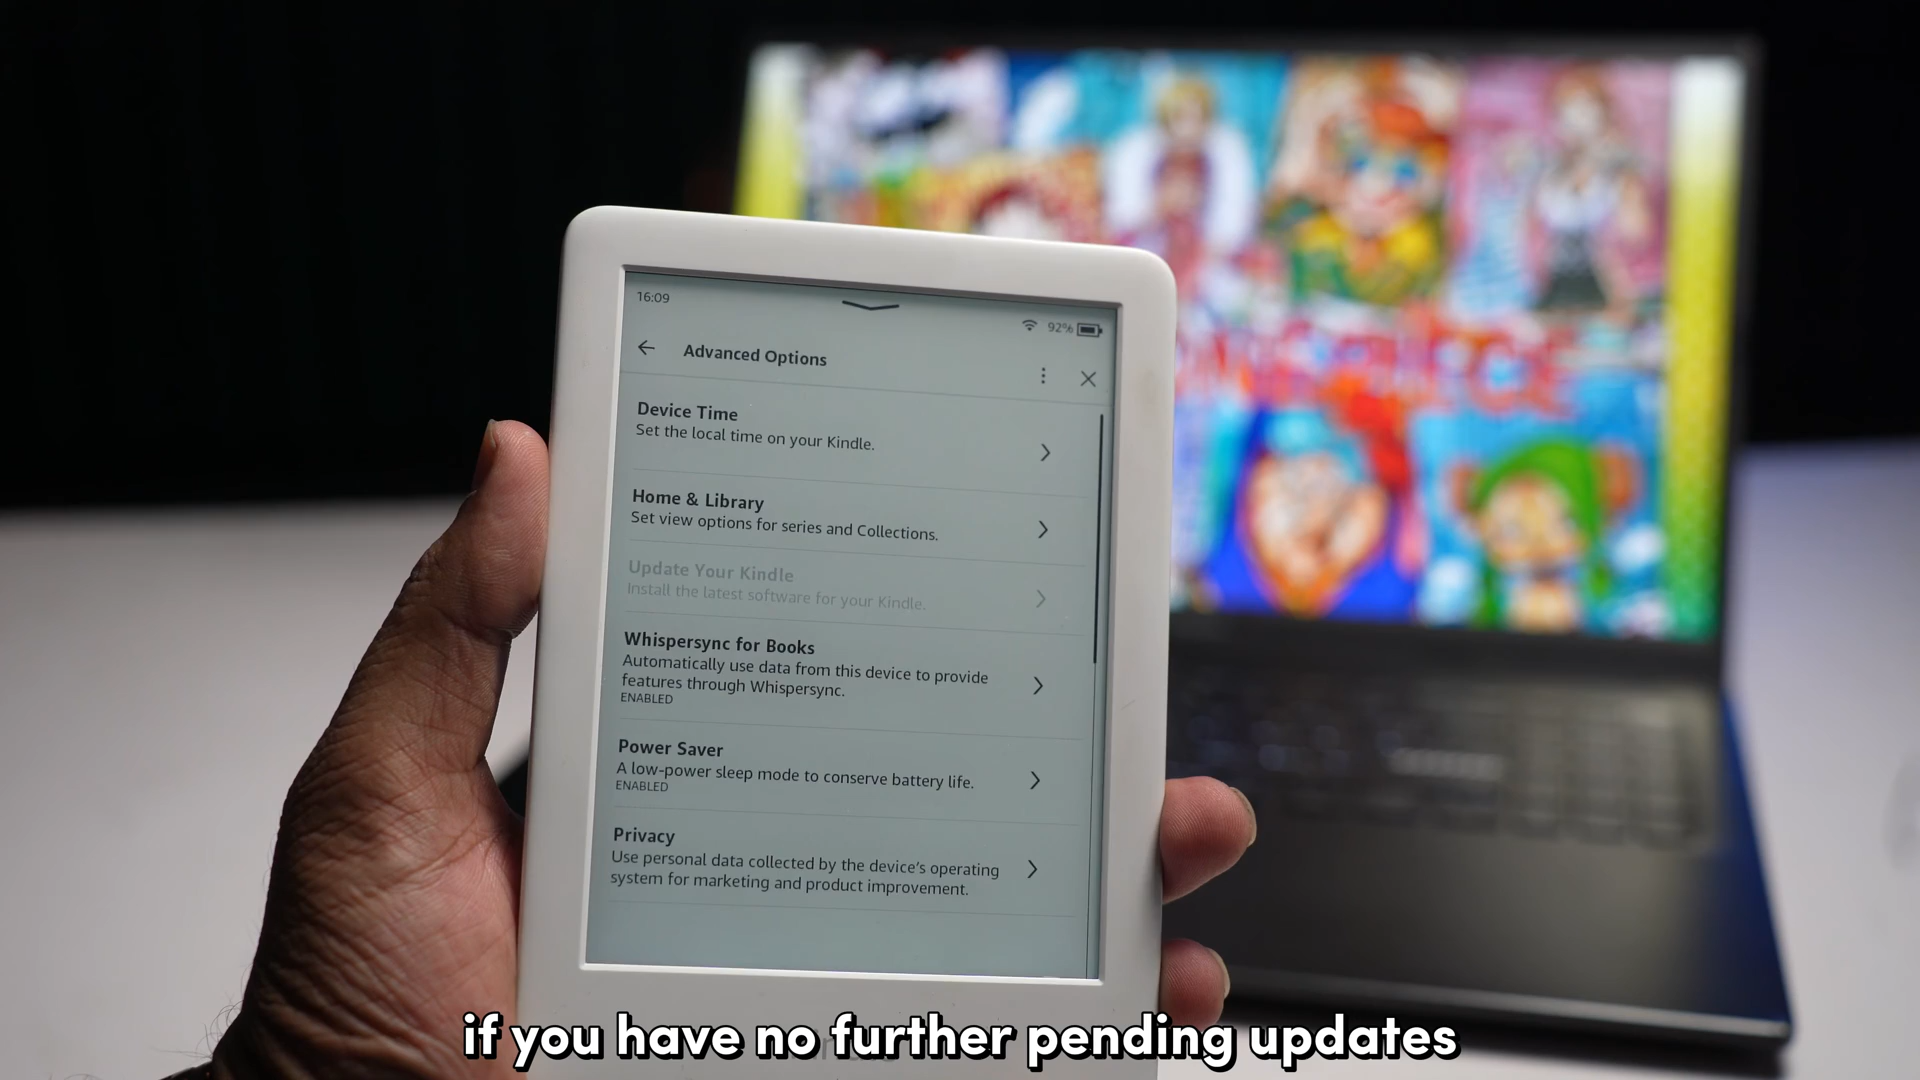 16:09
92%
Advanced Options
Device Time
Set the local time on your Kindle.
Home & Library
Set view options for series and Collections.
Update Your Kindle
Install the latest software for your Kindle.
Whispersync for Books
Automatically use data from this device to provide
features through Whispersync.
ENABLED
Power Saver
A low-power sleep mode to conserve battery life.
ENABLED
Privacy
Use personal data collected by the device's operating
system for marketing and product improvement.
if you have no further pending updates